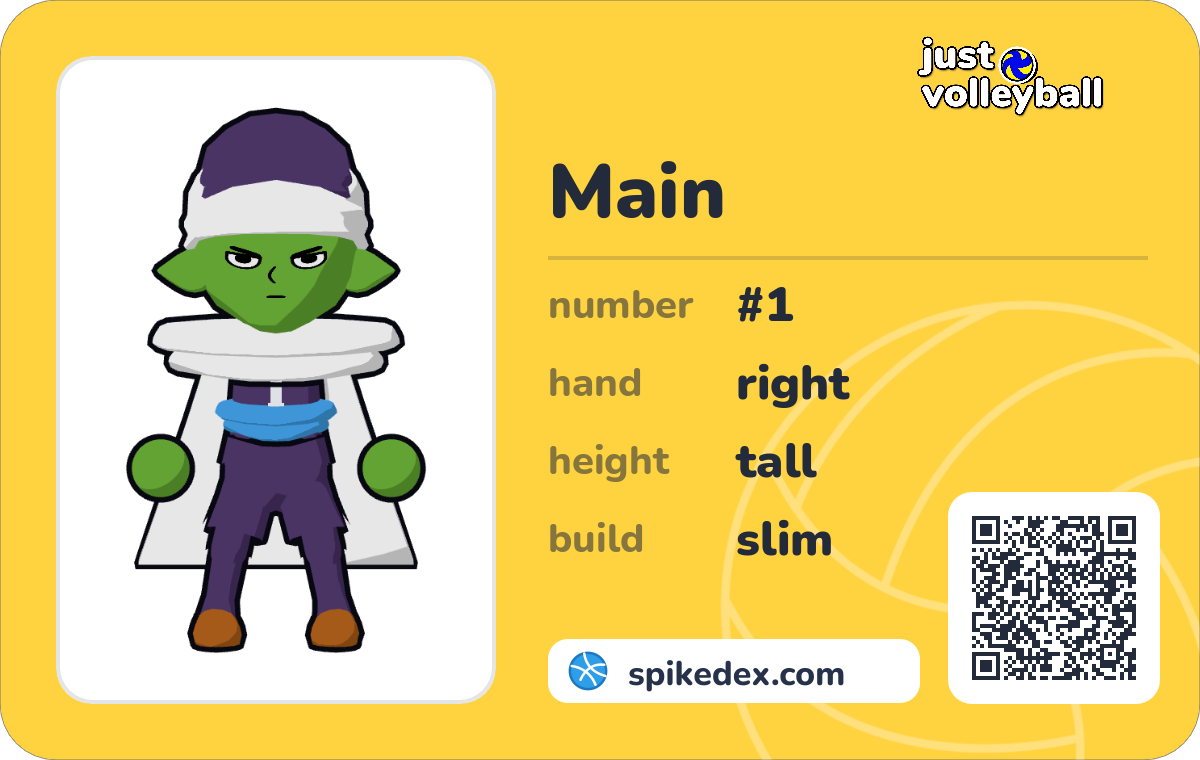 just
volleyball
Main
number #1
hand right
height tall
build slim
spikedex.com